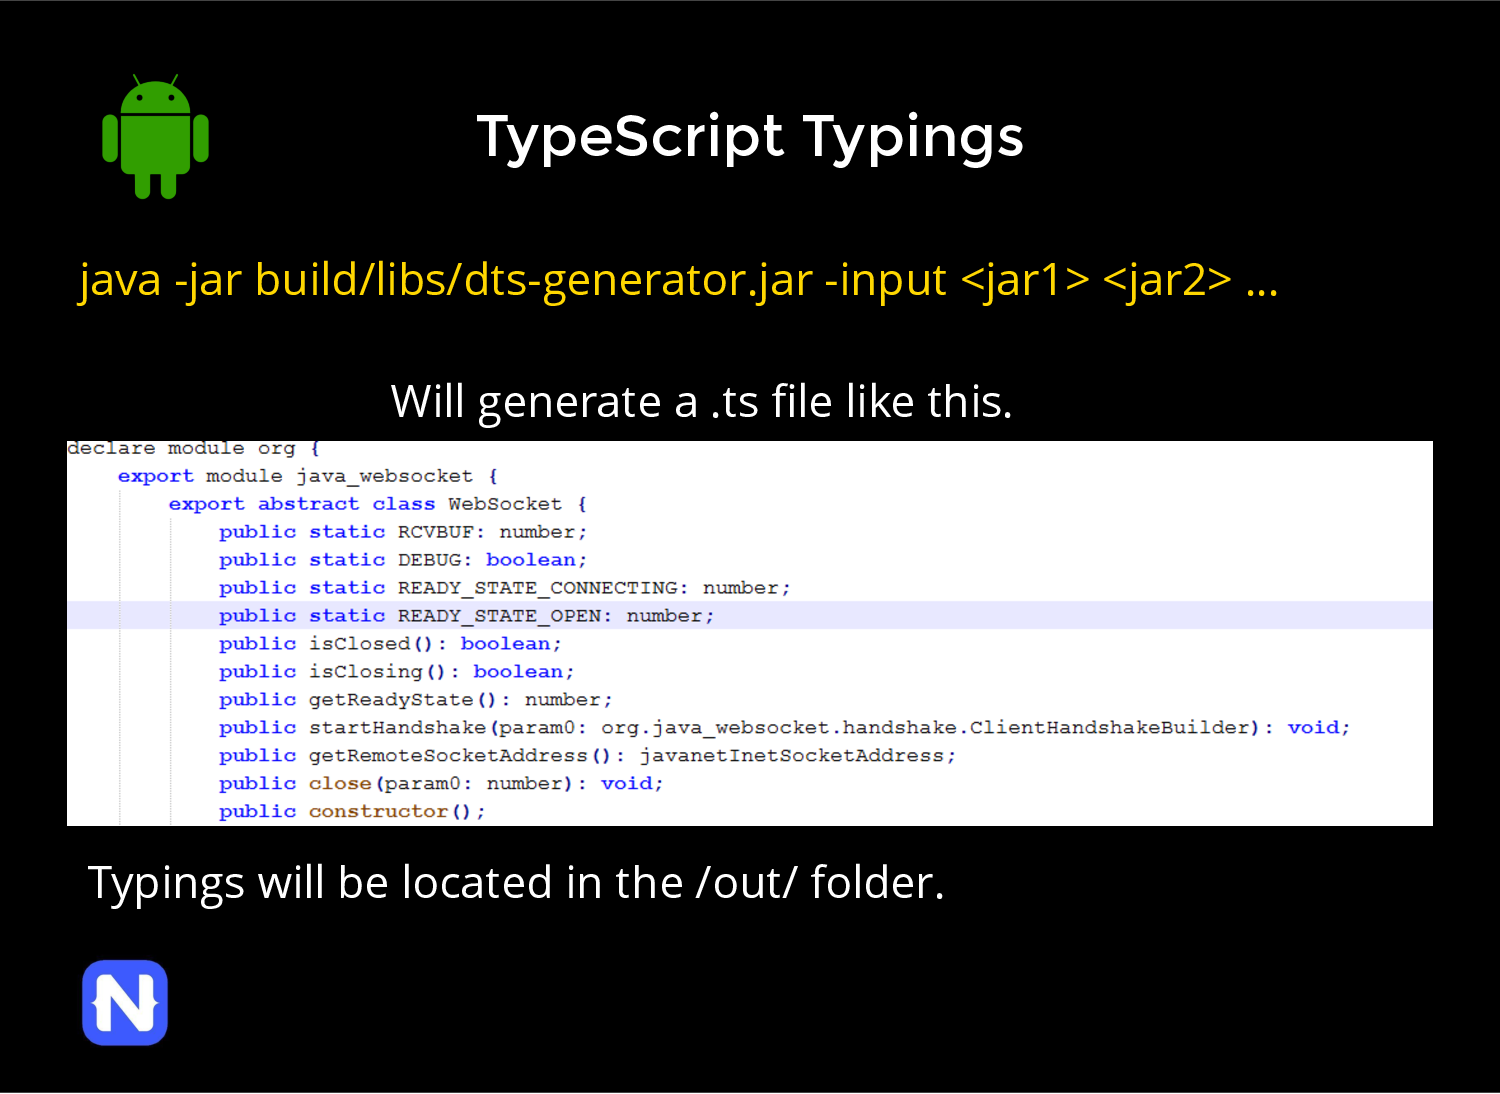 TypeScript Typings
java -jar build/libs/dts-generator.jar -input <jar1> <jar2> ...
Will generate a .ts file like this.
declare module org {
export module java_websocket {
export abstract class WebSocket {
public static RCVBUF: number;
public static DEBUG: boolean;
public static READY_STATE_CONNECTING: number;
public static READY_STATE_OPEN: number;
public isClosed(): boolean;
public isClosing(): boolean;
public getReadyState(): number;
public startHandshake(param0: org.java_websocket.handshake.ClientHandshakeBuilder): void;
public getRemoteSocketAddress(): javanetInetSocketAddress;
public close(param0: number): void;
public constructor();
Typings will be located in the /out/ folder.
N